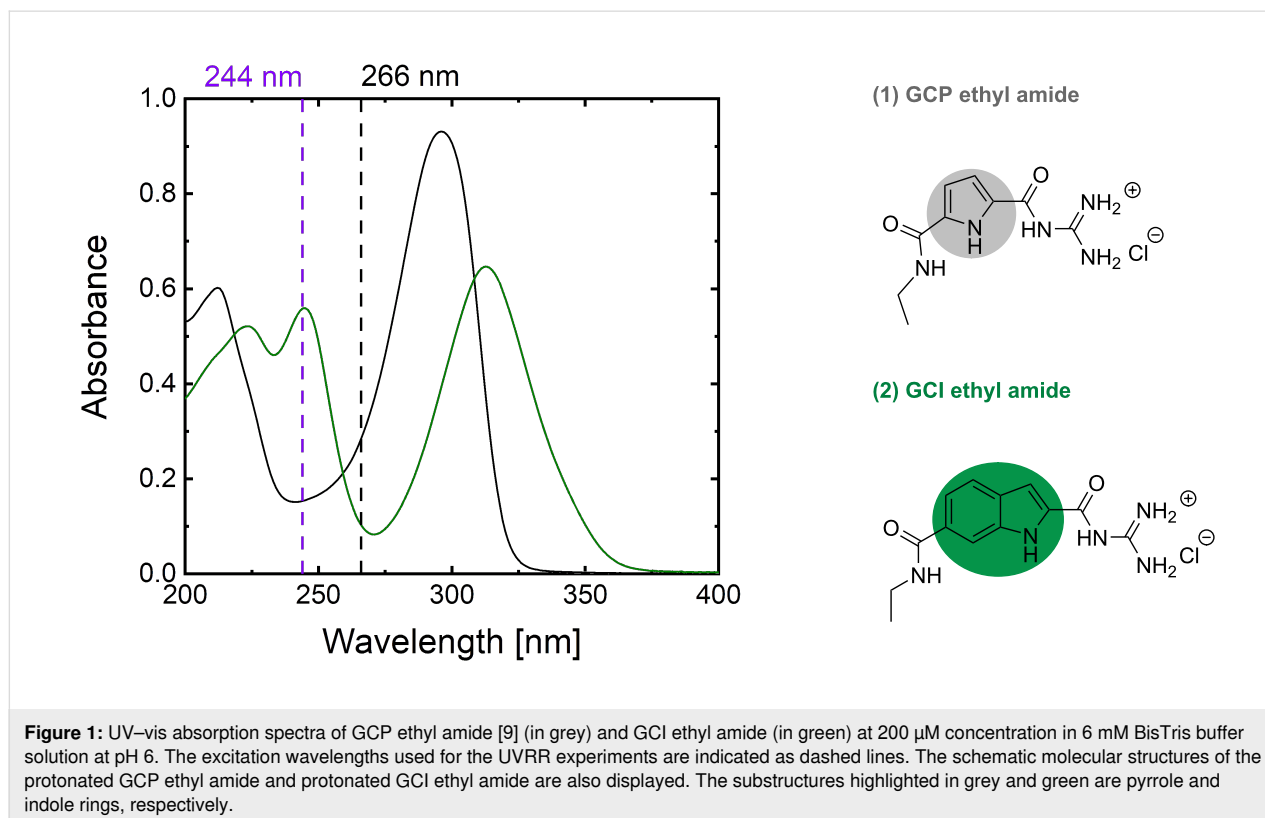 244 nm
266 nm
1.0
0.8
0.6
0.4
0.2
0.0
Absorbance
200
250
300
350
400
Wavelength [nm]
(1) GCP ethyl amide
O
NH
N
H
O
HN
NH2
⊕
NH2
Cl
⊖
(2) GCI ethyl amide
O
NH
N
H
O
HN
NH2
⊕
NH2
Cl
⊖
Figure 1: UV–vis absorption spectra of GCP ethyl amide [9] (in grey) and GCI ethyl amide (in green) at 200 µM concentration in 6 mM BisTris buffer
solution at pH 6. The excitation wavelengths used for the UVRR experiments are indicated as dashed lines. The schematic molecular structures of the
protonated GCP ethyl amide and protonated GCI ethyl amide are also displayed. The substructures highlighted in grey and green are pyrrole and
indole rings, respectively.